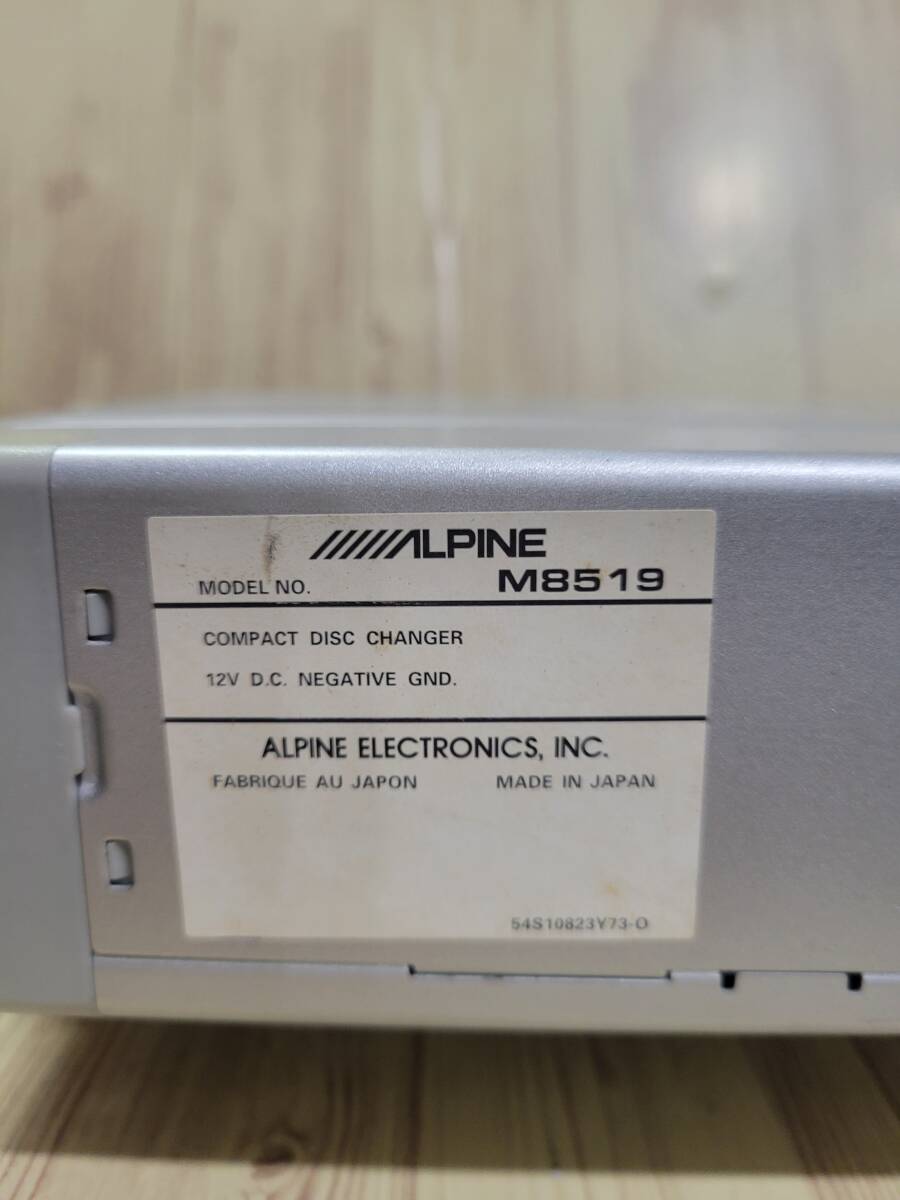 ALPINE
MODEL NO. M8519
COMPACT DISC CHANGER
12V D.C. NEGATIVE GND.
ALPINE ELECTRONICS, INC.
FABRIQUE AU JAPON MADE IN JAPAN
54S10823Y73-O